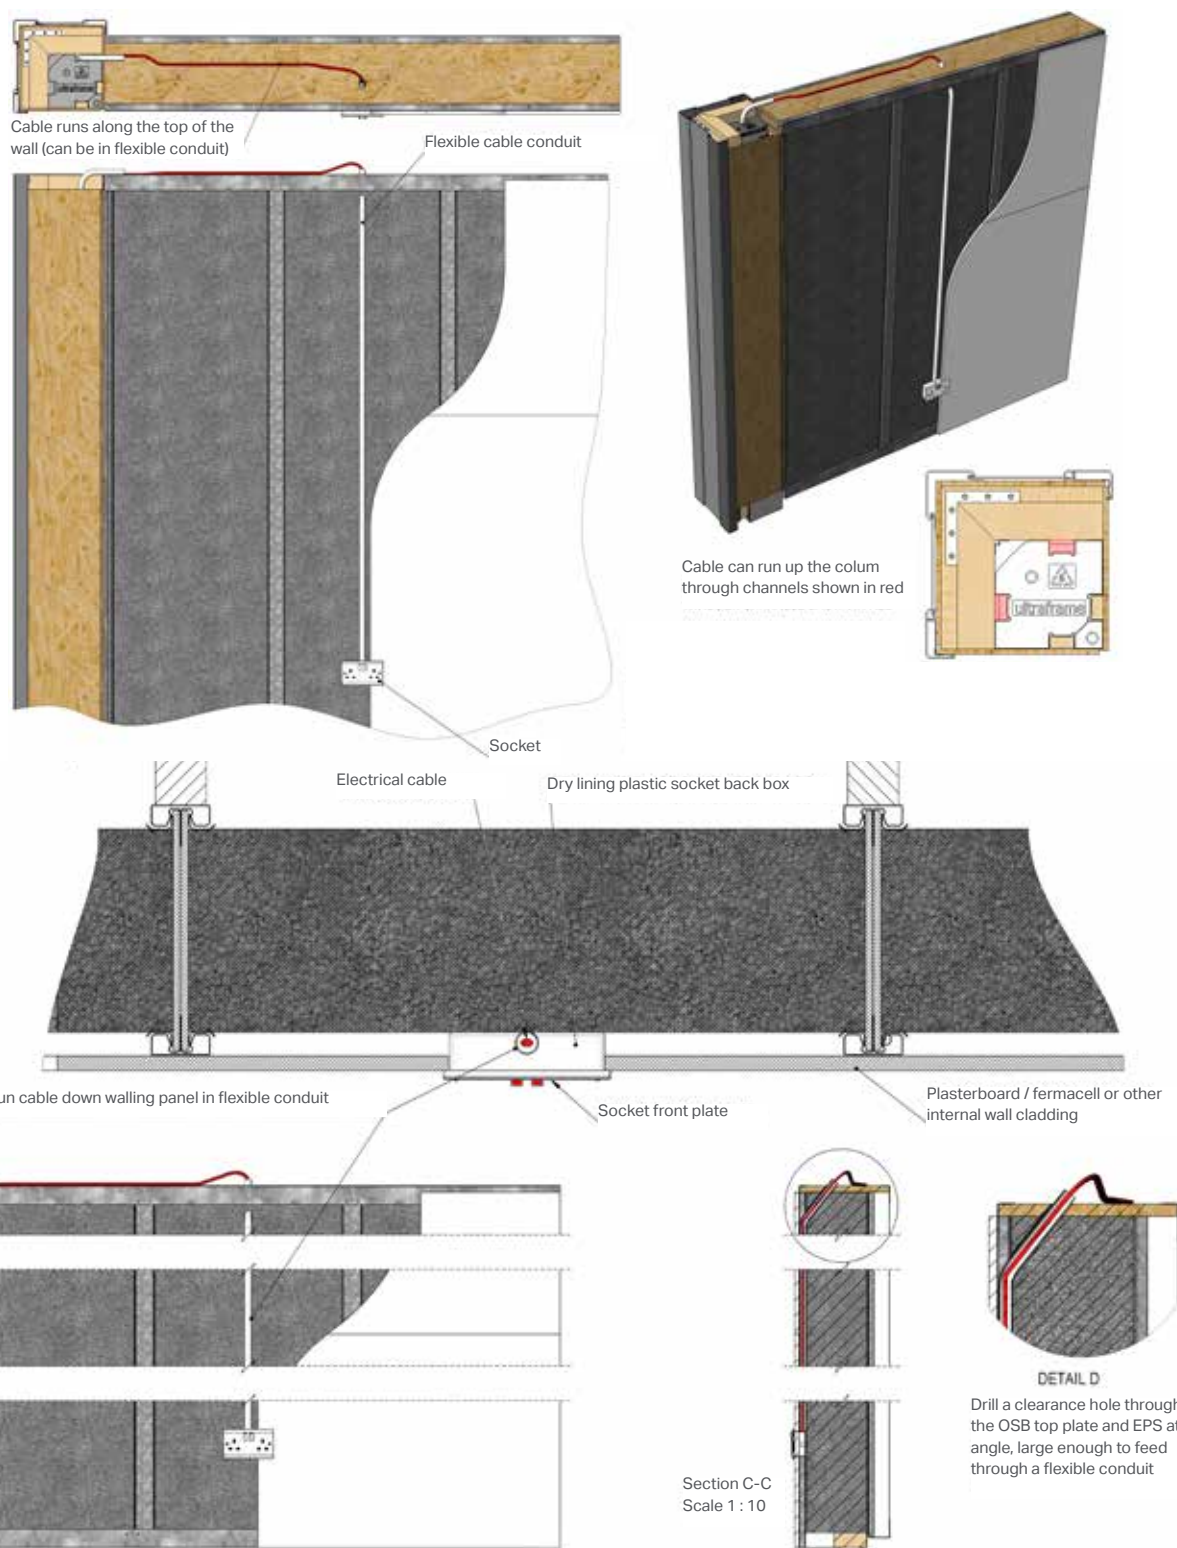 Cable runs along the top of the
wall (can be in flexible conduit)
Flexible cable conduit
Socket
Cable can run up the colum
through channels shown in red
ultraframe
ultraframe
Electrical cable
Dry lining plastic socket back box
un cable down walling panel in flexible conduit
Socket front plate
Plasterboard / fermacell or other
internal wall cladding
Section C-C
Scale 1 : 10
DETAIL D
Drill a clearance hole through
the OSB top plate and EPS at
angle, large enough to feed
through a flexible conduit